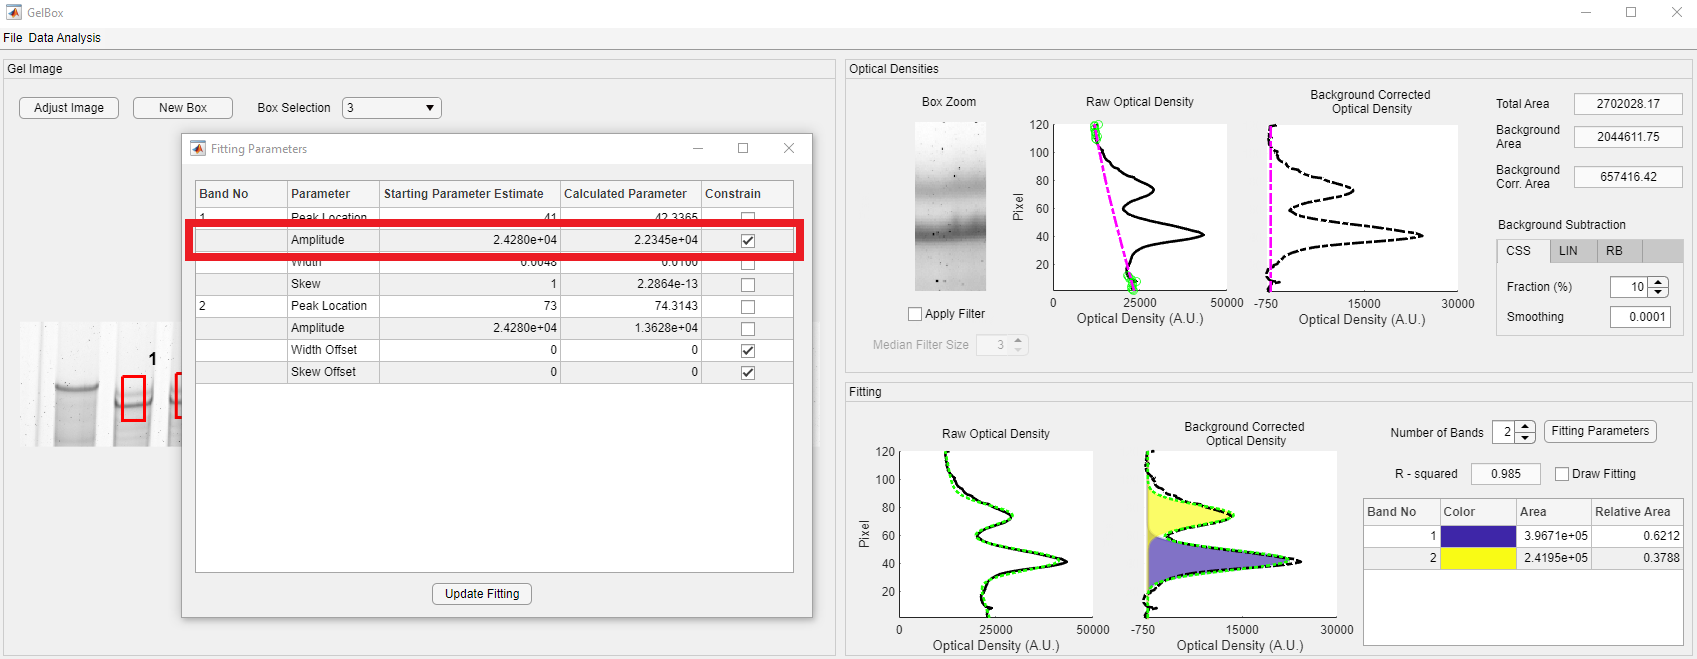 GelBox
File Data Analysis
Gel Image
Adjust Image New Box Box Selection 3
1
Fitting Parameters
Band No Parameter Starting Parameter Estimate Calculated Parameter Constrain
1 Peak Location 41 42.3365
Amplitude 2.4280e+04 2.2345e+04
Width 0.0048 0.0100
Skew 1 2.2864e-13
2 Peak Location 73 74.3143
Amplitude 2.4280e+04 1.3628e+04
Width Offset 0 0
Skew Offset 0 0
Update Fitting
Optical Densities
Box Zoom
Apply Filter
Median Filter Size 3
Raw Optical Density
120
100
80
60
40
20
0 25000 50000
Pixel
Optical Density (A.U.)
Background Corrected
Optical Density
-750 15000 30000
Optical Density (A.U.)
Total Area 2702028.17
Background
Area 2044611.75
Background
Corr. Area 657416.42
Background Subtraction
CSS LIN RB
Fraction (%) 10
Smoothing 0.0001
Fitting
Raw Optical Density
120
100
80
60
40
20
0 25000 50000
Pixel
Optical Density (A.U.)
Background Corrected
Optical Density
-750 15000 30000
Optical Density (A.U.)
Number of Bands 2 Fitting Parameters
R - squared 0.985 Draw Fitting
Band No Color Area Relative Area
1 3.9671e+05 0.6212
2 2.4195e+05 0.3788